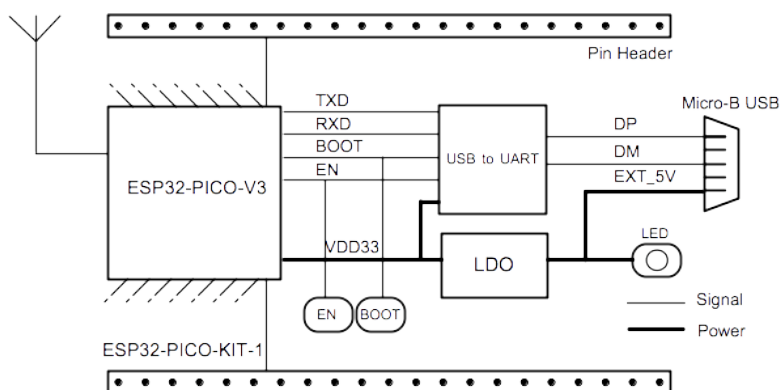 Pin Header
Micro-B USB
TXD
RXD
BOOT
EN
USB to UART
DP
DM
EXT_5V
ESP32-PICO-V3
VDD33
LDO
LED
EN
BOOT
Signal
Power
ESP32-PICO-KIT-1